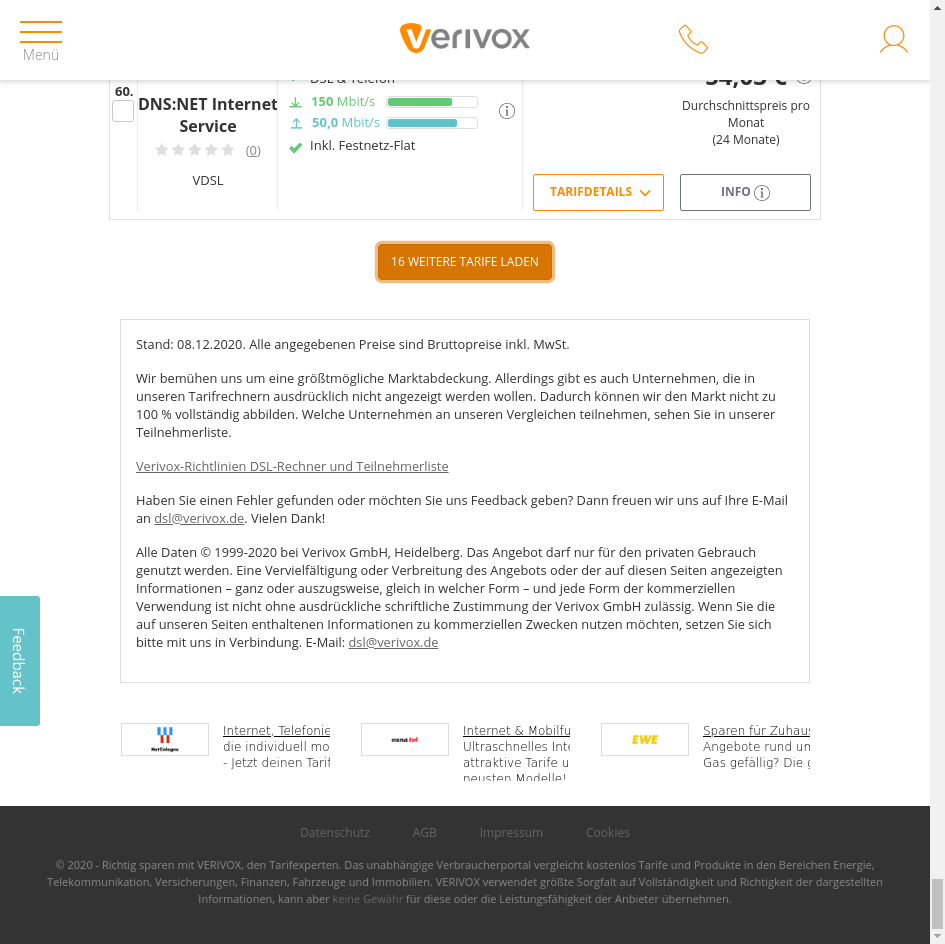 Menü
verivox
60.
DNS:NET Internet
Service
(0)
VDSL
DSL & Telefon
150 Mbit/s
50,0 Mbit/s
Inkl. Festnetz-Flat
Durchschnittspreis pro
Monat
(24 Monate)
TARIFDETAILS
INFO
16 WEITERE TARIFE LADEN
Stand: 08.12.2020. Alle angegebenen Preise sind Bruttopreise inkl. MwSt.
Wir bemühen uns um eine größtmögliche Marktabdeckung. Allerdings gibt es auch Unternehmen, die in
unseren Tarifrechnern ausdrücklich nicht angezeigt werden wollen. Dadurch können wir den Markt nicht zu
100 % vollständig abbilden. Welche Unternehmen an unseren Vergleichen teilnehmen, sehen Sie in unserer
Teilnehmerliste.
Verivox-Richtlinien DSL-Rechner und Teilnehmerliste
Haben Sie einen Fehler gefunden oder möchten Sie uns Feedback geben? Dann freuen wir uns auf Ihre E-Mail
an dsl@verivox.de. Vielen Dank!
Alle Daten © 1999-2020 bei Verivox GmbH, Heidelberg. Das Angebot darf nur für den privaten Gebrauch
genutzt werden. Eine Vervielfältigung oder Verbreitung des Angebots oder der auf diesen Seiten angezeigten
Informationen – ganz oder auszugsweise, gleich in welcher Form – und jede Form der kommerziellen
Verwendung ist nicht ohne ausdrückliche schriftliche Zustimmung der Verivox GmbH zulässig. Wenn Sie die
auf unseren Seiten enthaltenen Informationen zu kommerziellen Zwecken nutzen möchten, setzen Sie sich
bitte mit uns in Verbindung. E-Mail: dsl@verivox.de
Feedback
NetCologne
Internet, Telefonie
die individuell mo
- Jetzt deinen Tarif
osnatel
Internet & Mobilfu
Ultraschnelles Inte
attraktive Tarife u
neusten Modelle!
EWE
Sparen für Zuhaus
Angebote rund um
Gas gefällig? Die g
Datenschutz AGB Impressum Cookies
© 2020 - Richtig sparen mit VERIVOX, den Tarifexperten. Das unabhängige Verbraucherportal vergleicht kostenlos Tarife und Produkte in den Bereichen Energie,
Telekommunikation, Versicherungen, Finanzen, Fahrzeuge und Immobilien. VERIVOX verwendet größte Sorgfalt auf Vollständigkeit und Richtigkeit der dargestellten
Informationen, kann aber keine Gewähr für diese oder die Leistungsfähigkeit der Anbieter übernehmen.